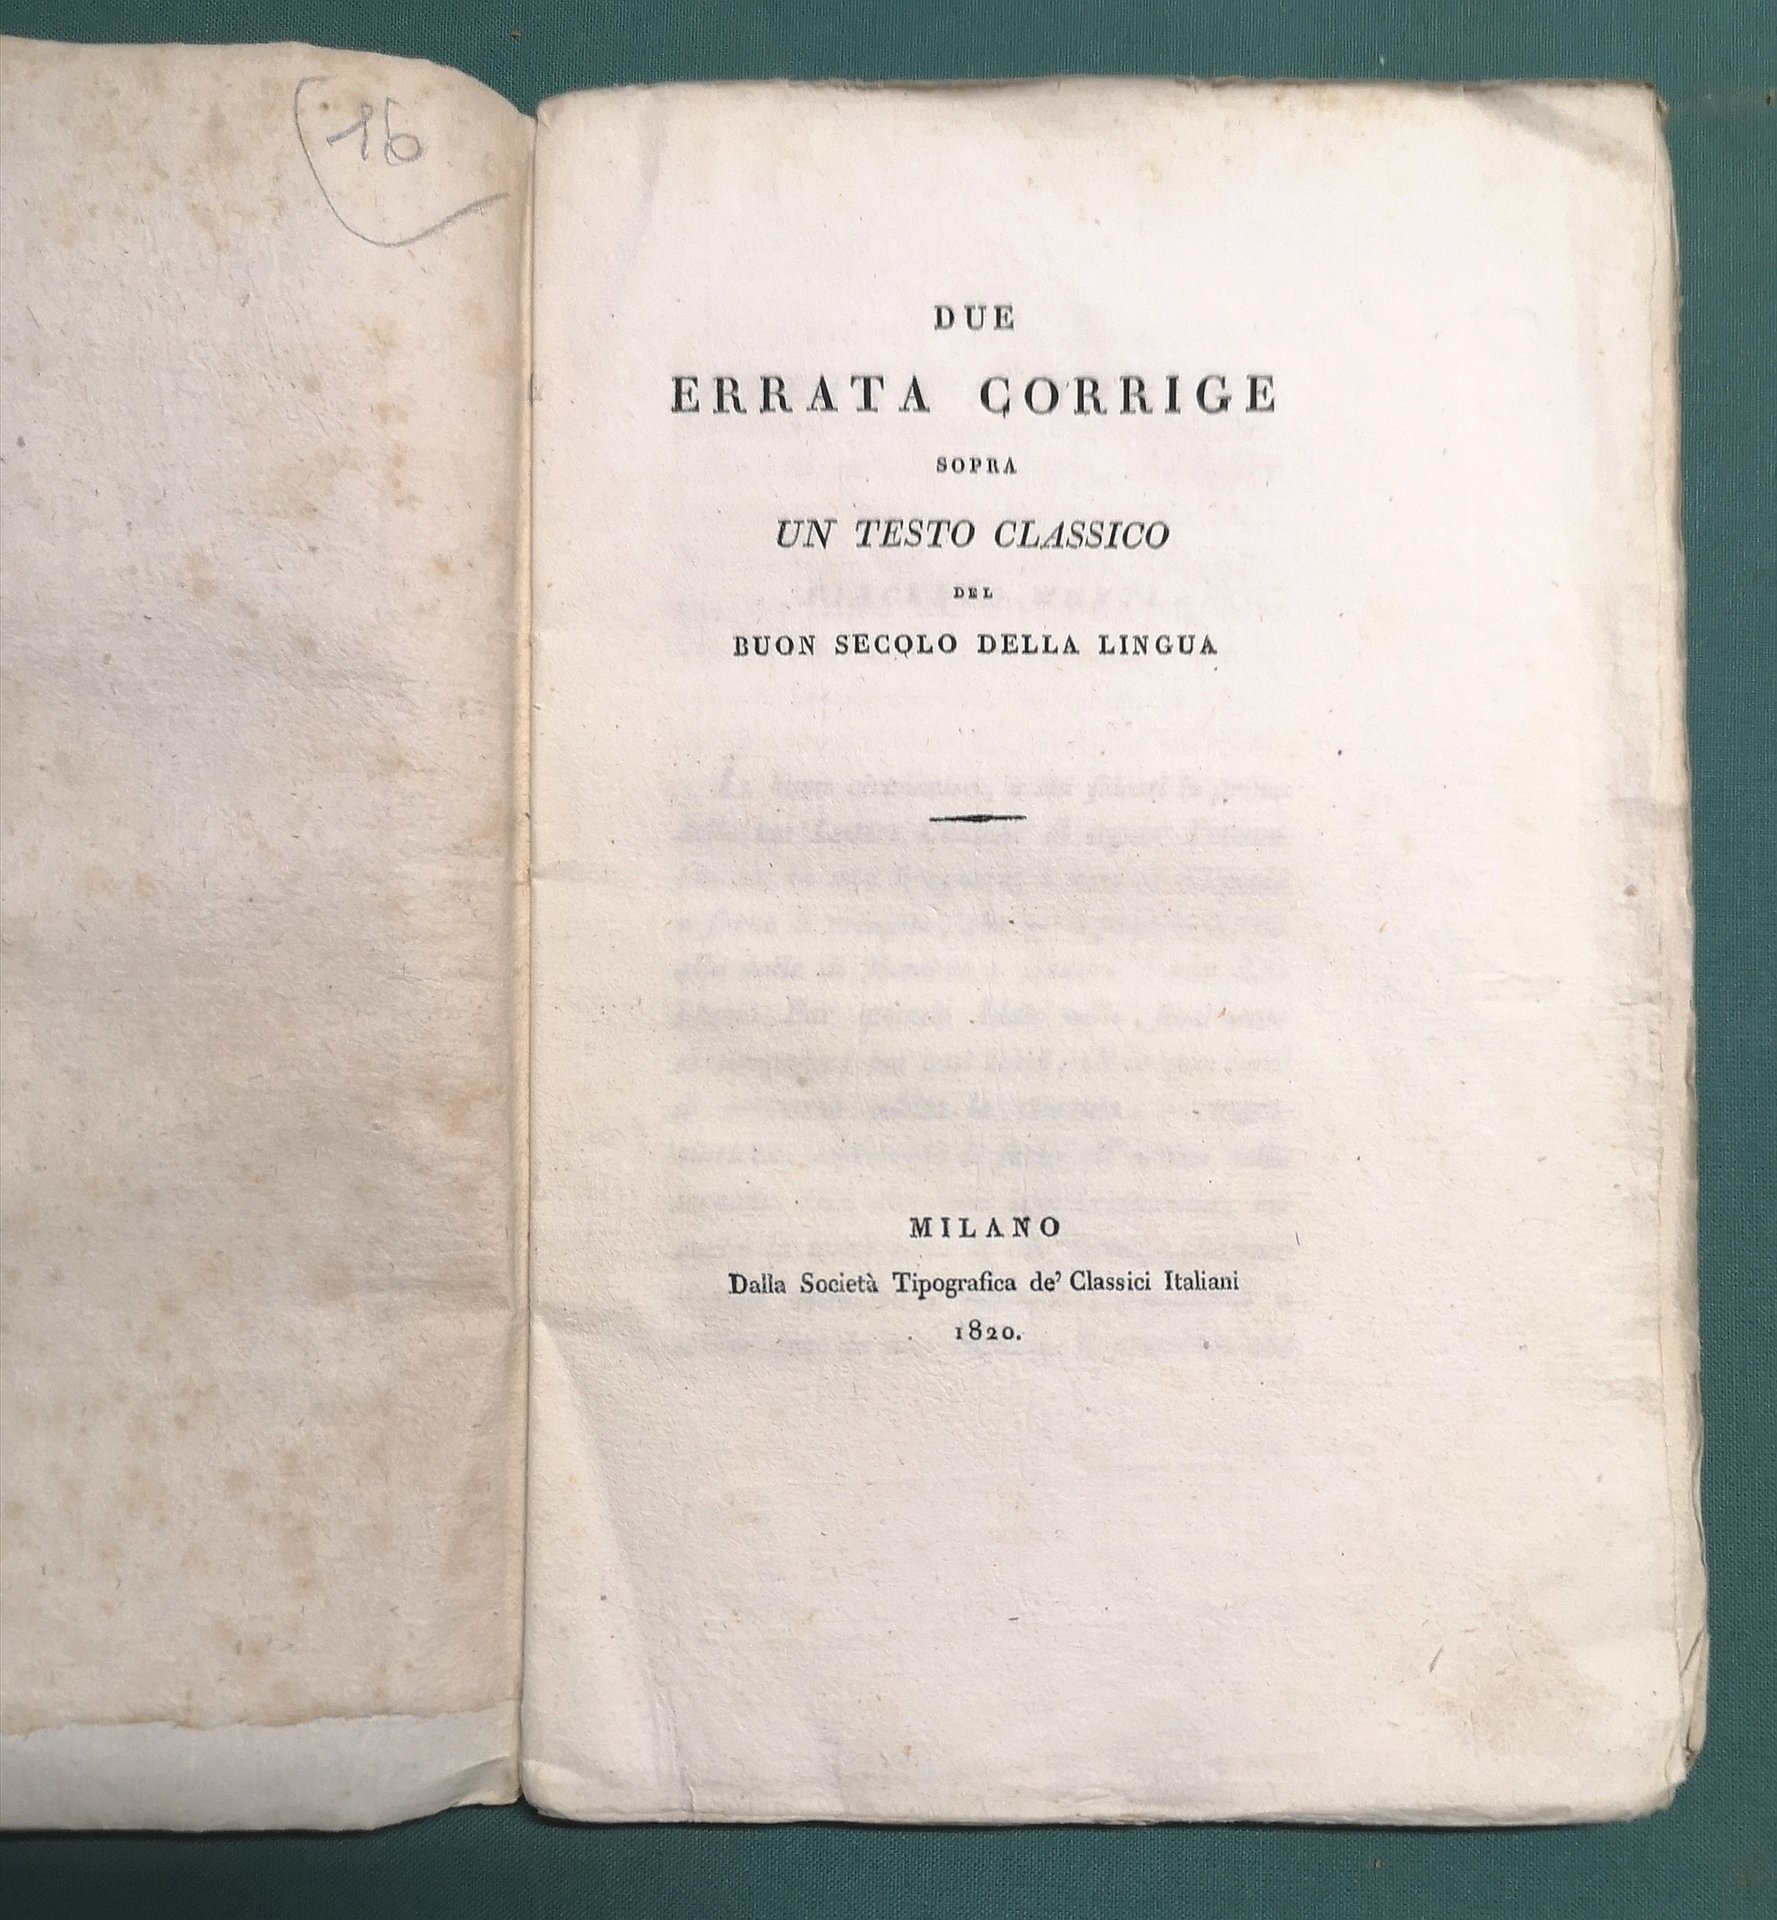 16
DUE
ERRATA CORRIGE
SOPRA
UN TESTO CLASSICO
DEL
BUON SECOLO DELLA LINGUA
MILANO
Dalla Società Tipografica de' Classici Italiani
1820.